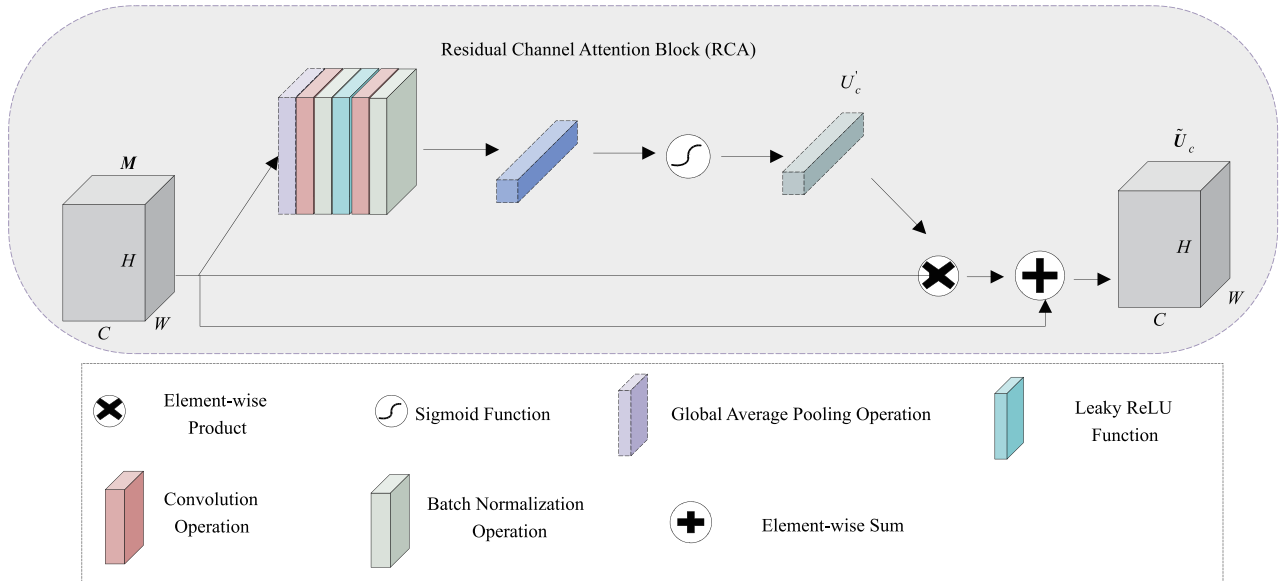 Residual Channel Attention Block (RCA)
M
H
C
W
U'c
Ũc
H
W
C
Element-wise
Product
Sigmoid Function
Global Average Pooling Operation
Leaky ReLU
Function
Convolution
Operation
Batch Normalization
Operation
Element-wise Sum